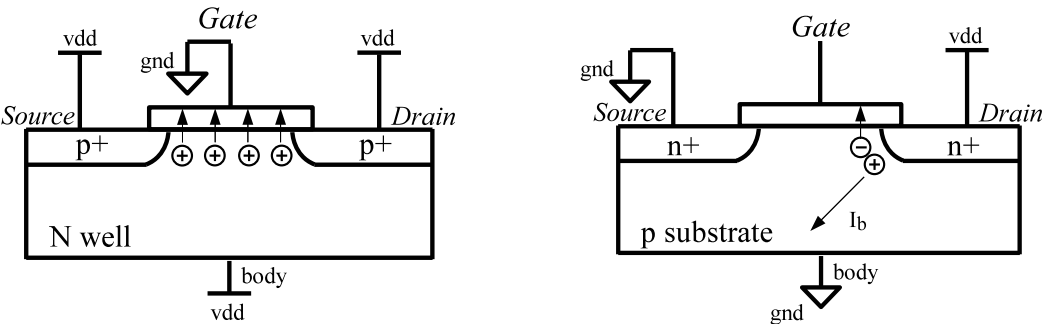 Gate
vdd
vdd
gnd
Source
Drain
p+
p+
+ + + +
N well
body
vdd
Gate
vdd
gnd
Source
Drain
n+
n+
−
+
Ib
p substrate
body
gnd